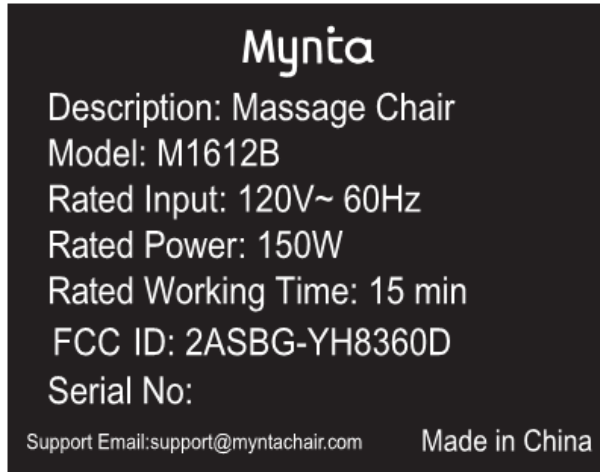 Mynta
Description: Massage Chair
Model: M1612B
Rated Input: 120V~ 60Hz
Rated Power: 150W
Rated Working Time: 15 min
FCC ID: 2ASBG-YH8360D
Serial No:
Support Email:support@myntachair.com Made in China